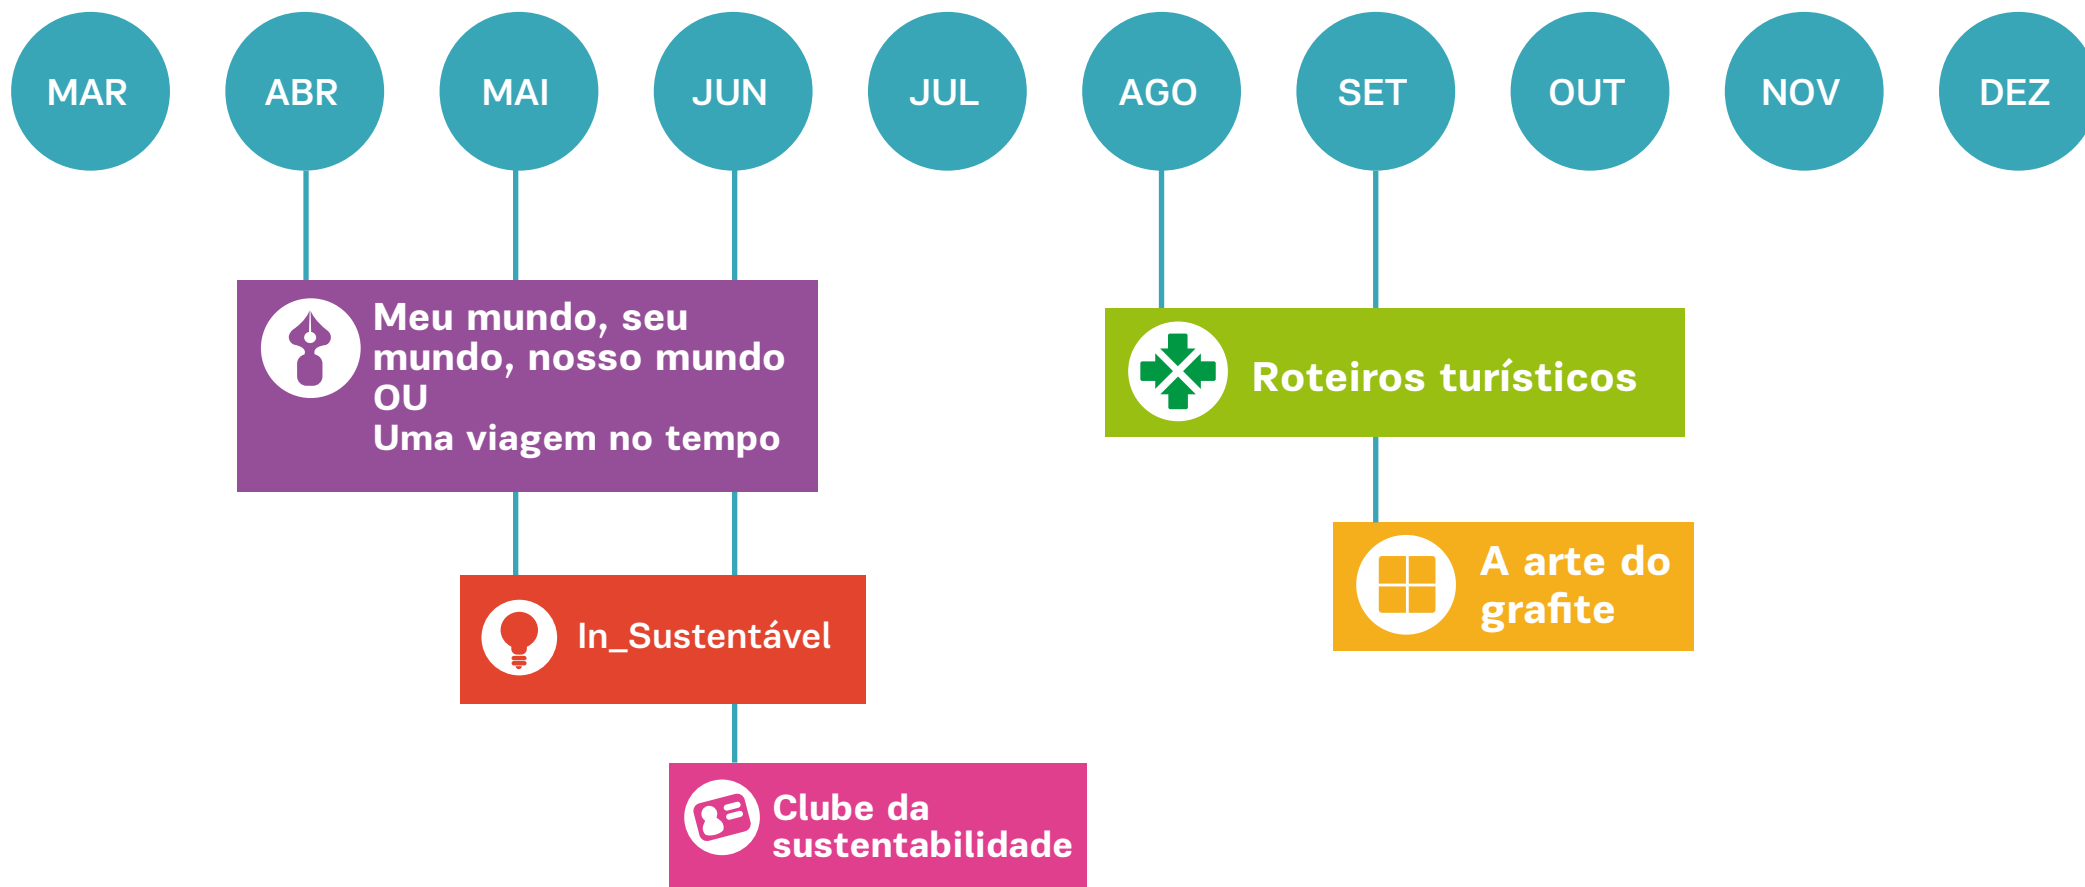 MAR
ABR
MAI
JUN
JUL
AGO
SET
OUT
NOV
DEZ
Meu mundo, seu
mundo, nosso mundo
OU
Uma viagem no tempo
Roteiros turísticos
A arte do
grafite
In_Sustentável
Clube da
sustentabilidade